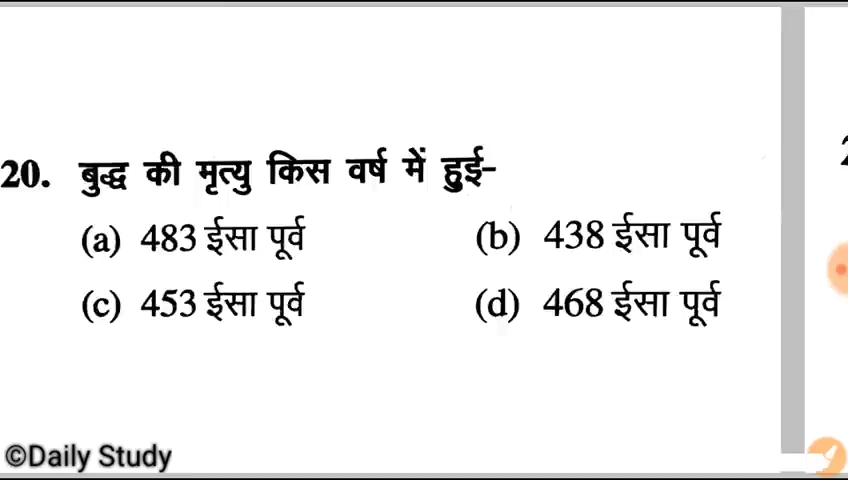 20. बुद्ध की मृत्यु किस वर्ष में हुई-
(a) 483 ईसा पूर्व (b) 438 ईसा पूर्व
(c) 453 ईसा पूर्व (d) 468 ईसा पूर्व
©Daily Study